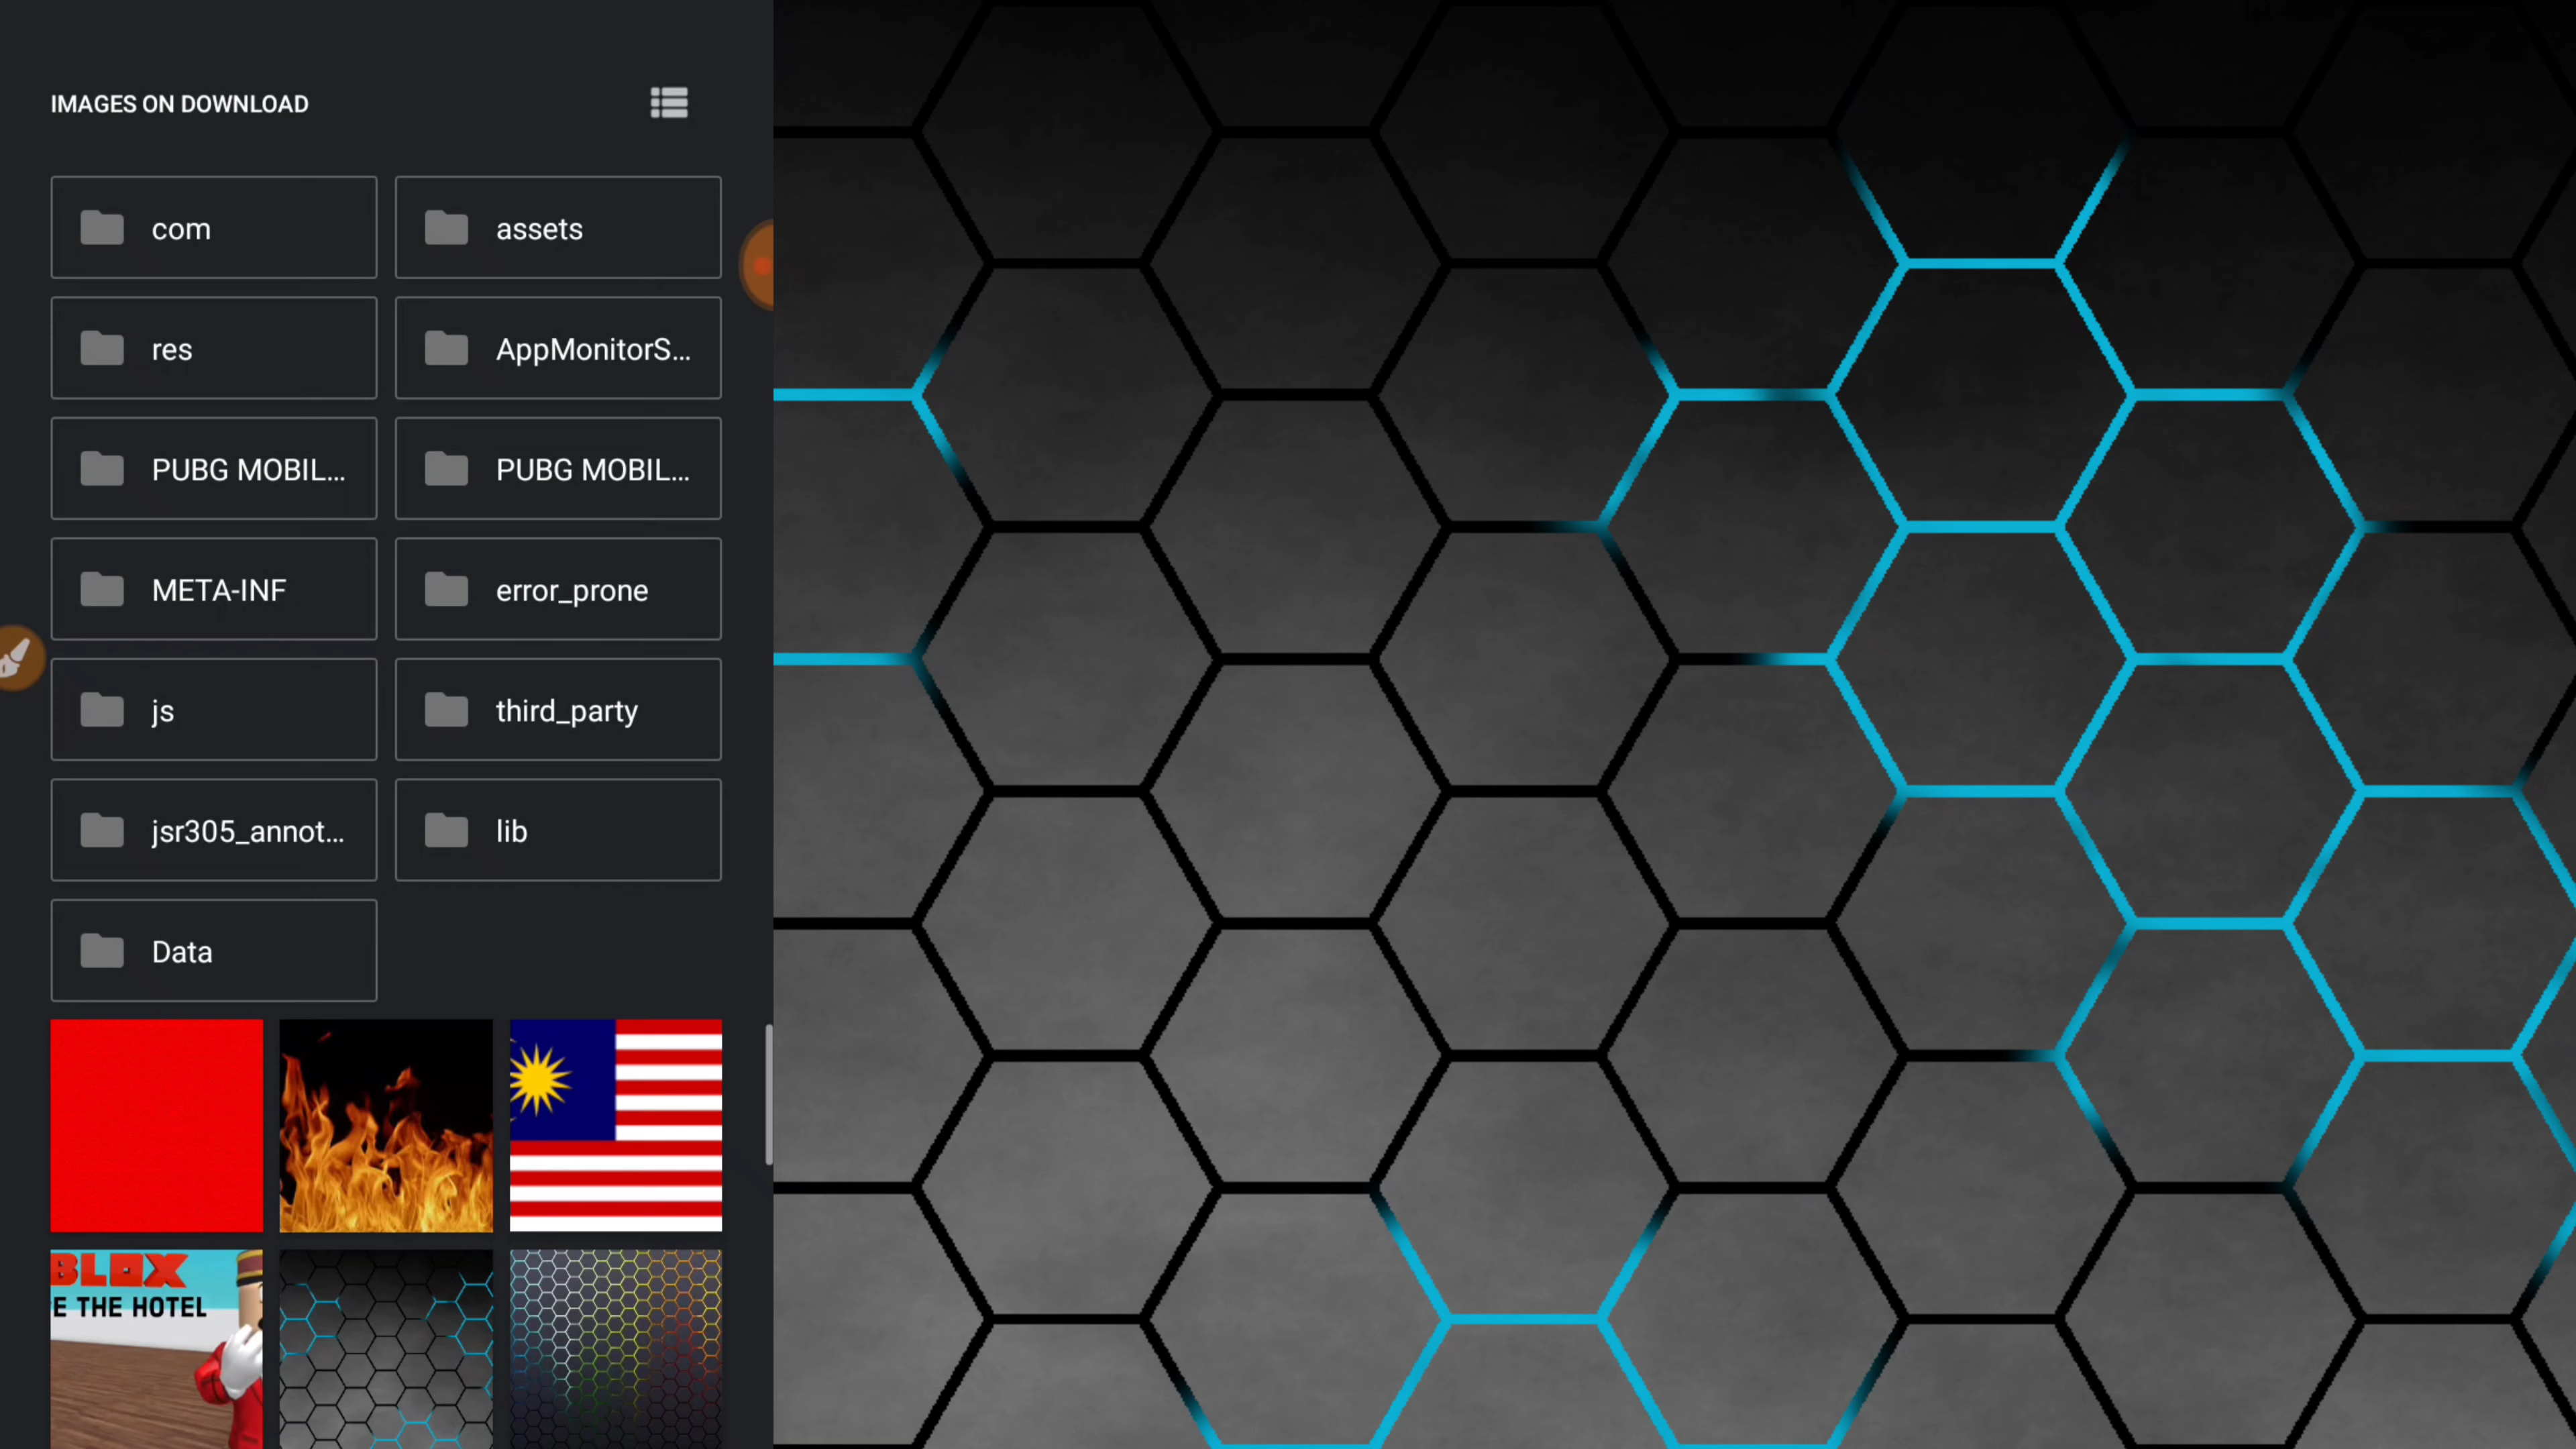 IMAGES ON DOWNLOAD
com
assets
res
AppMonitorS...
PUBG MOBIL...
PUBG MOBIL...
META-INF
error_prone
js
third_party
jsr305_annot...
lib
Data
BLOX
E THE HOTEL